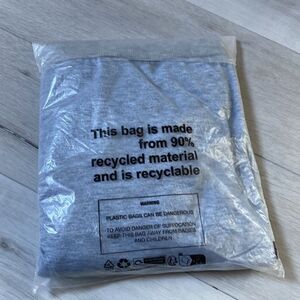 This bag is made
from 90%
recycled material
and is recyclable
WARNING
PLASTIC BAGS CAN BE DANGEROUS
TO AVOID DANGER OF SUFFOCATION
KEEP THIS BAG AWAY FROM BABIES
AND CHILDREN